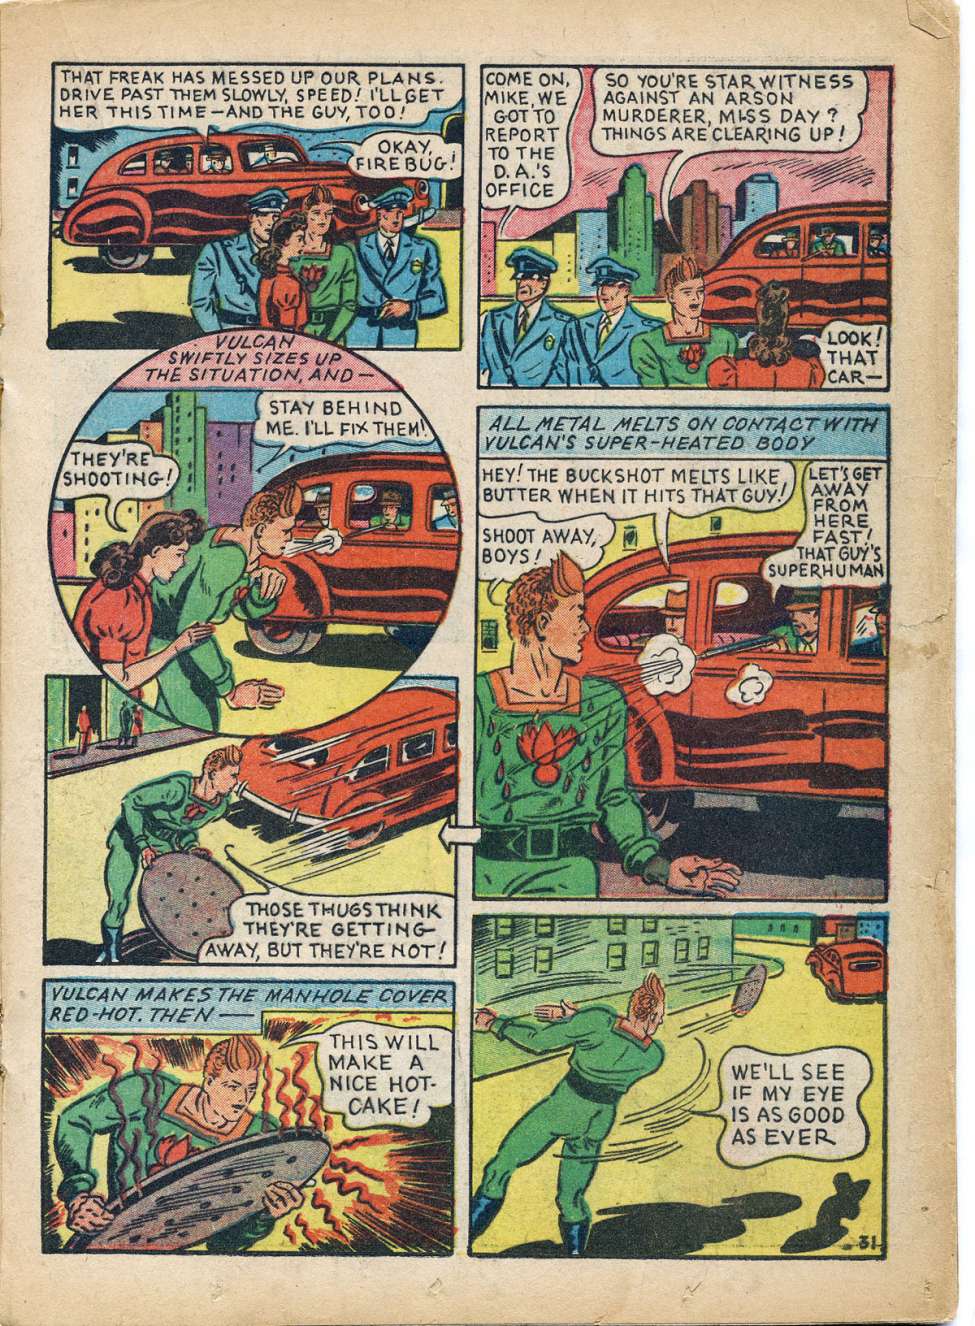 THAT FREAK HAS MESSED UP OUR PLANS.
DRIVE PAST THEM SLOWLY, SPEED! I'LL GET
HER THIS TIME—AND THE GUY, TOO!
OKAY,
FIREBUG!
COME ON,
MIKE, WE
GOT TO
REPORT
TO THE
D.A.'S
OFFICE
SO YOU'RE STAR WITNESS
AGAINST AN ARSON
MURDERER, MISS DAY?
THINGS ARE CLEARING UP!
LOOK!
THAT
CAR—
VULCAN
SWIFTLY SIZES UP
THE SITUATION, AND—
STAY BEHIND
ME. I'LL FIX THEM!
THEY'RE
SHOOTING!
ALL METAL MELTS ON CONTACT WITH
VULCAN'S SUPER-HEATED BODY
HEY! THE BUCKSHOT MELTS LIKE
BUTTER WHEN IT HITS THAT GUY!
SHOOT AWAY,
BOYS!
LET'S GET
AWAY
FROM
HERE
FAST!
THAT GUY'S
SUPERHUMAN
THOSE THUGS THINK
THEY'RE GETTING
AWAY, BUT THEY'RE NOT!
VULCAN MAKES THE MANHOLE COVER
RED-HOT. THEN—
THIS WILL
MAKE A
NICE HOT-
CAKE!
WE'LL SEE
IF MY EYE
IS AS GOOD
AS EVER
31